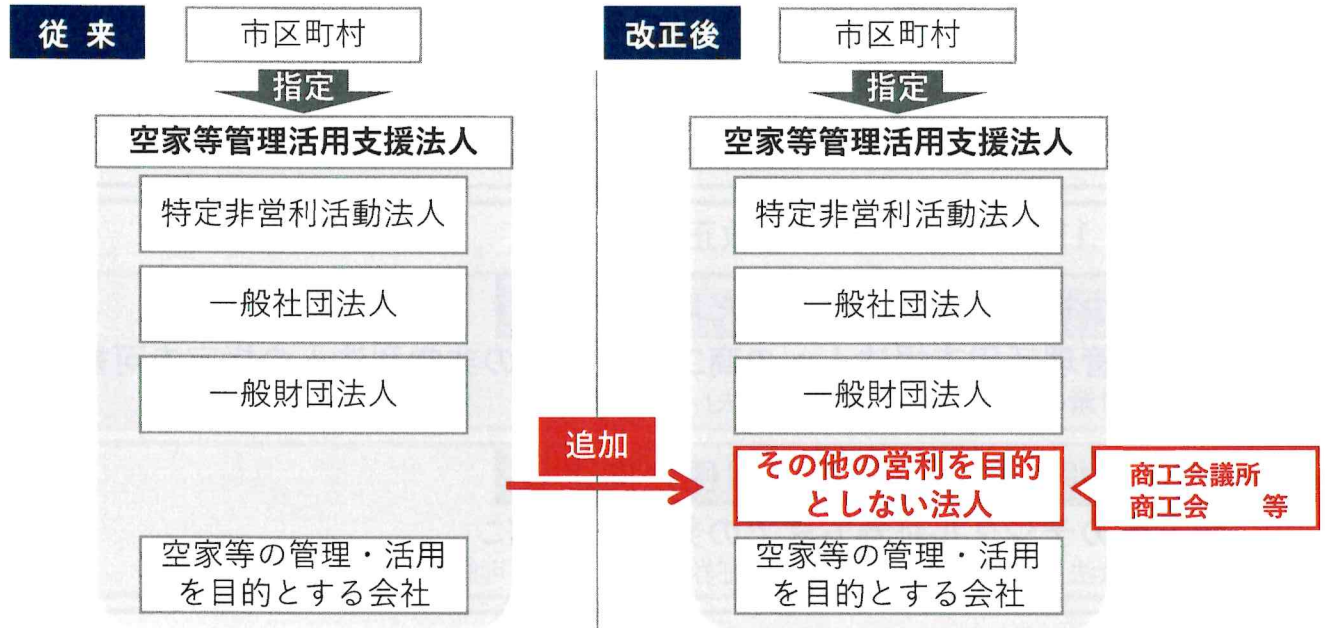 従来
市区町村
指定
空家等管理活用支援法人
特定非営利活動法人
一般社団法人
一般財団法人
空家等の管理・活用
を目的とする会社
追加
改正後
市区町村
指定
空家等管理活用支援法人
特定非営利活動法人
一般社団法人
一般財団法人
その他の営利を目的
としない法人
商工会議所
商工会　等
空家等の管理・活用
を目的とする会社